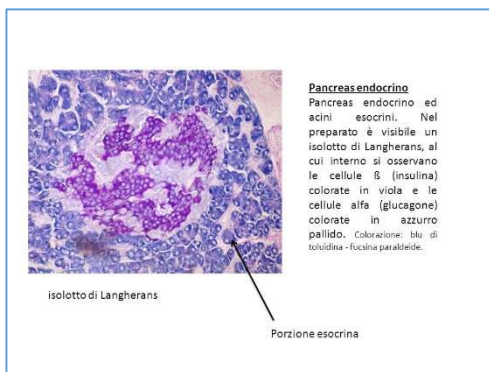 Pancreas endocrino
Pancreas endocrino ed
acini esocrini. Nel
preparato è visibile un
isolotto di Langherans, al
cui interno si osservano
le cellule ß (insulina)
colorate in viola e le
cellule alfa (glucagone)
colorate in azzurro
pallido. Colorazione: blu di
toluidina - fucsina paraldeide.
isolotto di Langherans
Porzione esocrina